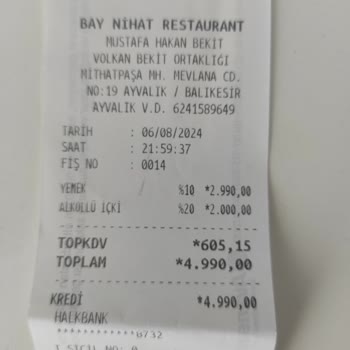 BAY NİHAT RESTAURANT
MUSTAFA HAKAN BEKİT
VOLKAN BEKİT ORTAKLIĞI
MİTHATPAŞA MH. MEVLANA CD.
NO:19 AYVALIK / BALIKESİR
AYVALIK V.D. 6241589649
TARİH : 06/08/2024
SAAT : 21:59:37
FİŞ NO : 0014
YEMEK / %10 *2.990,00
ALKOLLÜ İÇKİ %20 *2.000,00
TOPKDV *605,15
TOPLAM *4.990,00
KREDİ *4.990,00
HALKBANK
************0732